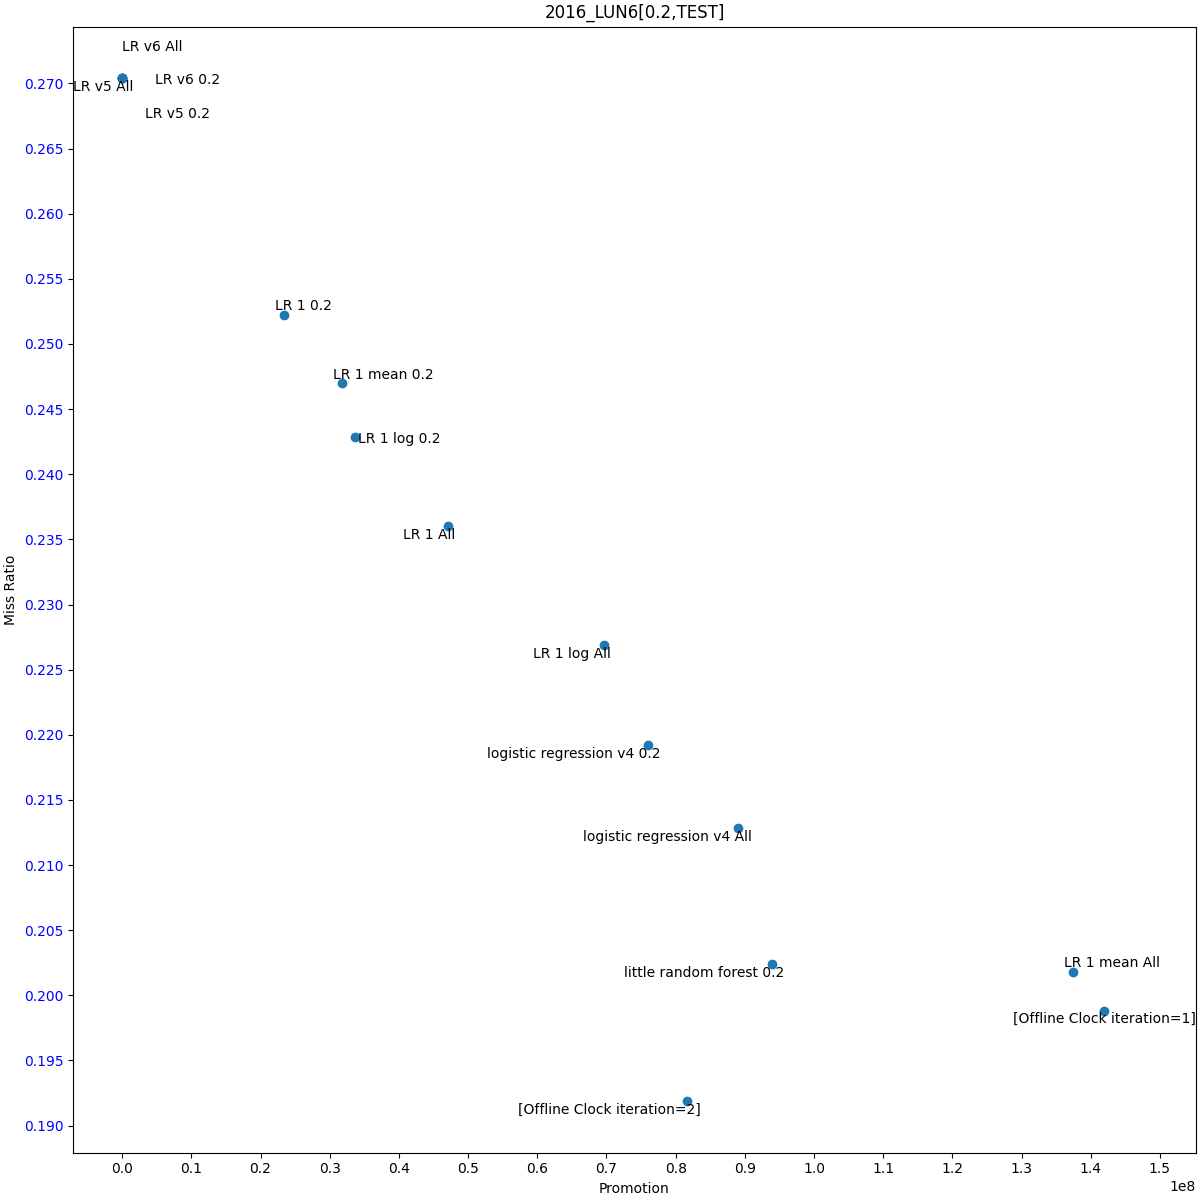 2016_LUN6[0.2,TEST]
LR v6 All
LR v6 0.2
LR v5 All
LR v5 0.2
LR 1 0.2
LR 1 mean 0.2
LR 1 log 0.2
LR 1 All
LR 1 log All
logistic regression v4 0.2
logistic regression v4 All
LR 1 mean All
little random forest 0.2
[Offline Clock iteration=1]
[Offline Clock iteration=2]
Miss Ratio
0.270
0.265
0.260
0.255
0.250
0.245
0.240
0.235
0.230
0.225
0.220
0.215
0.210
0.205
0.200
0.195
0.190
0.0 0.1 0.2 0.3 0.4 0.5 0.6 0.7 0.8 0.9 1.0 1.1 1.2 1.3 1.4 1.5
1e8
Promotion